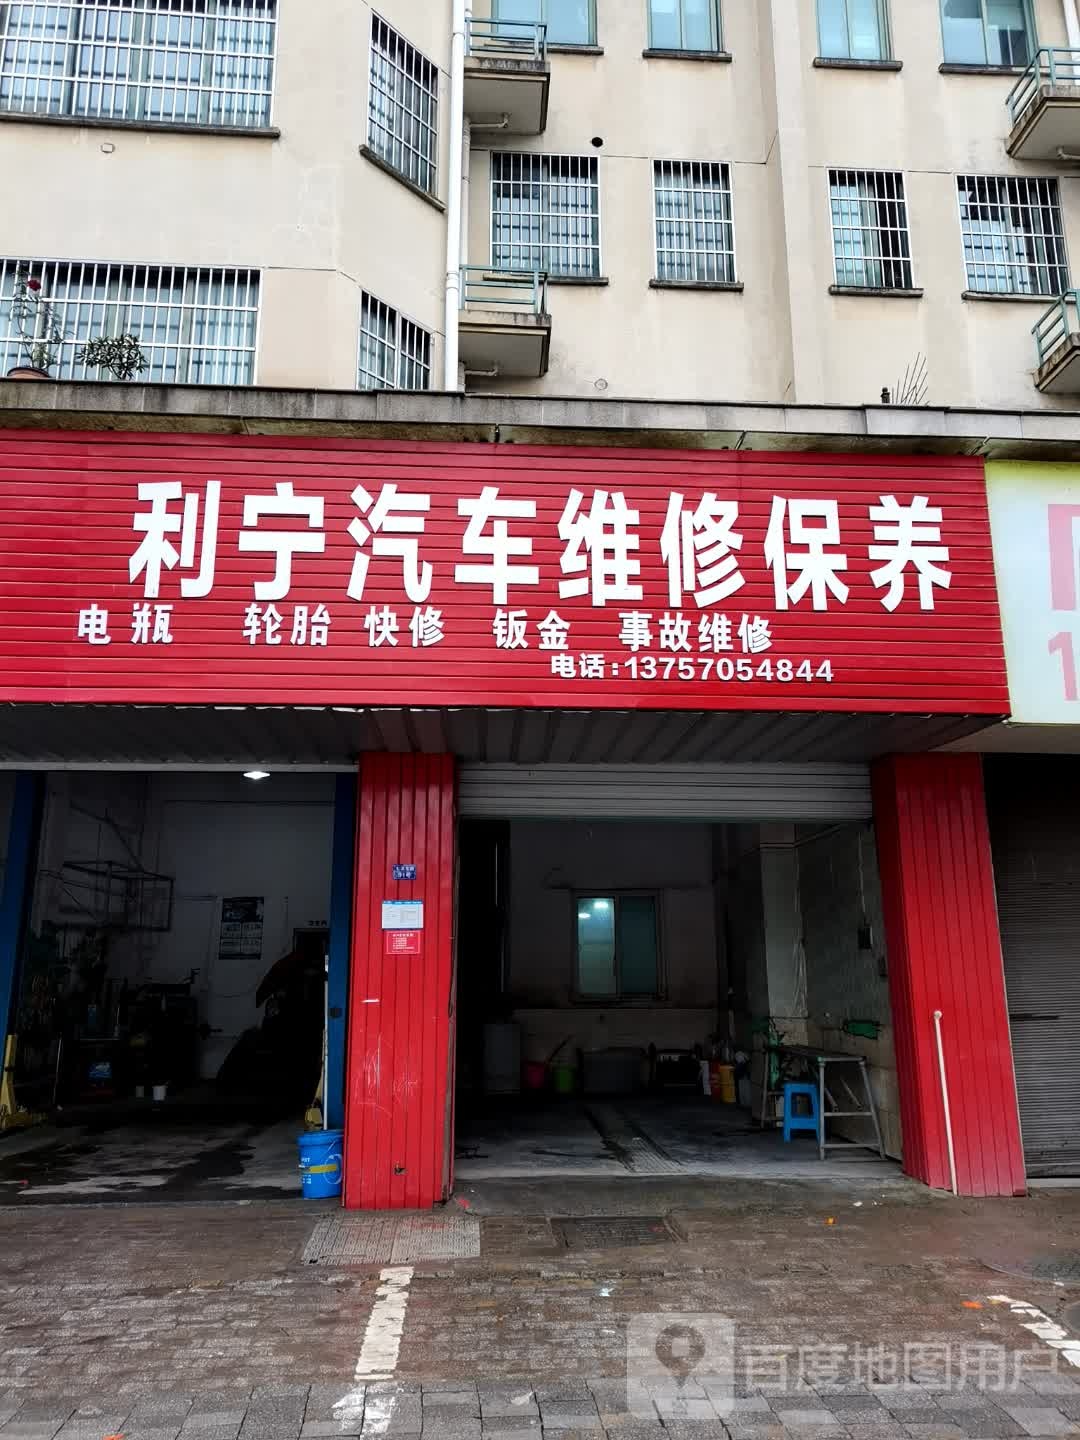 利宁汽车维修保养
电瓶 轮胎 快修 钣金 事故维修
电话:13757054844
百度地图用户